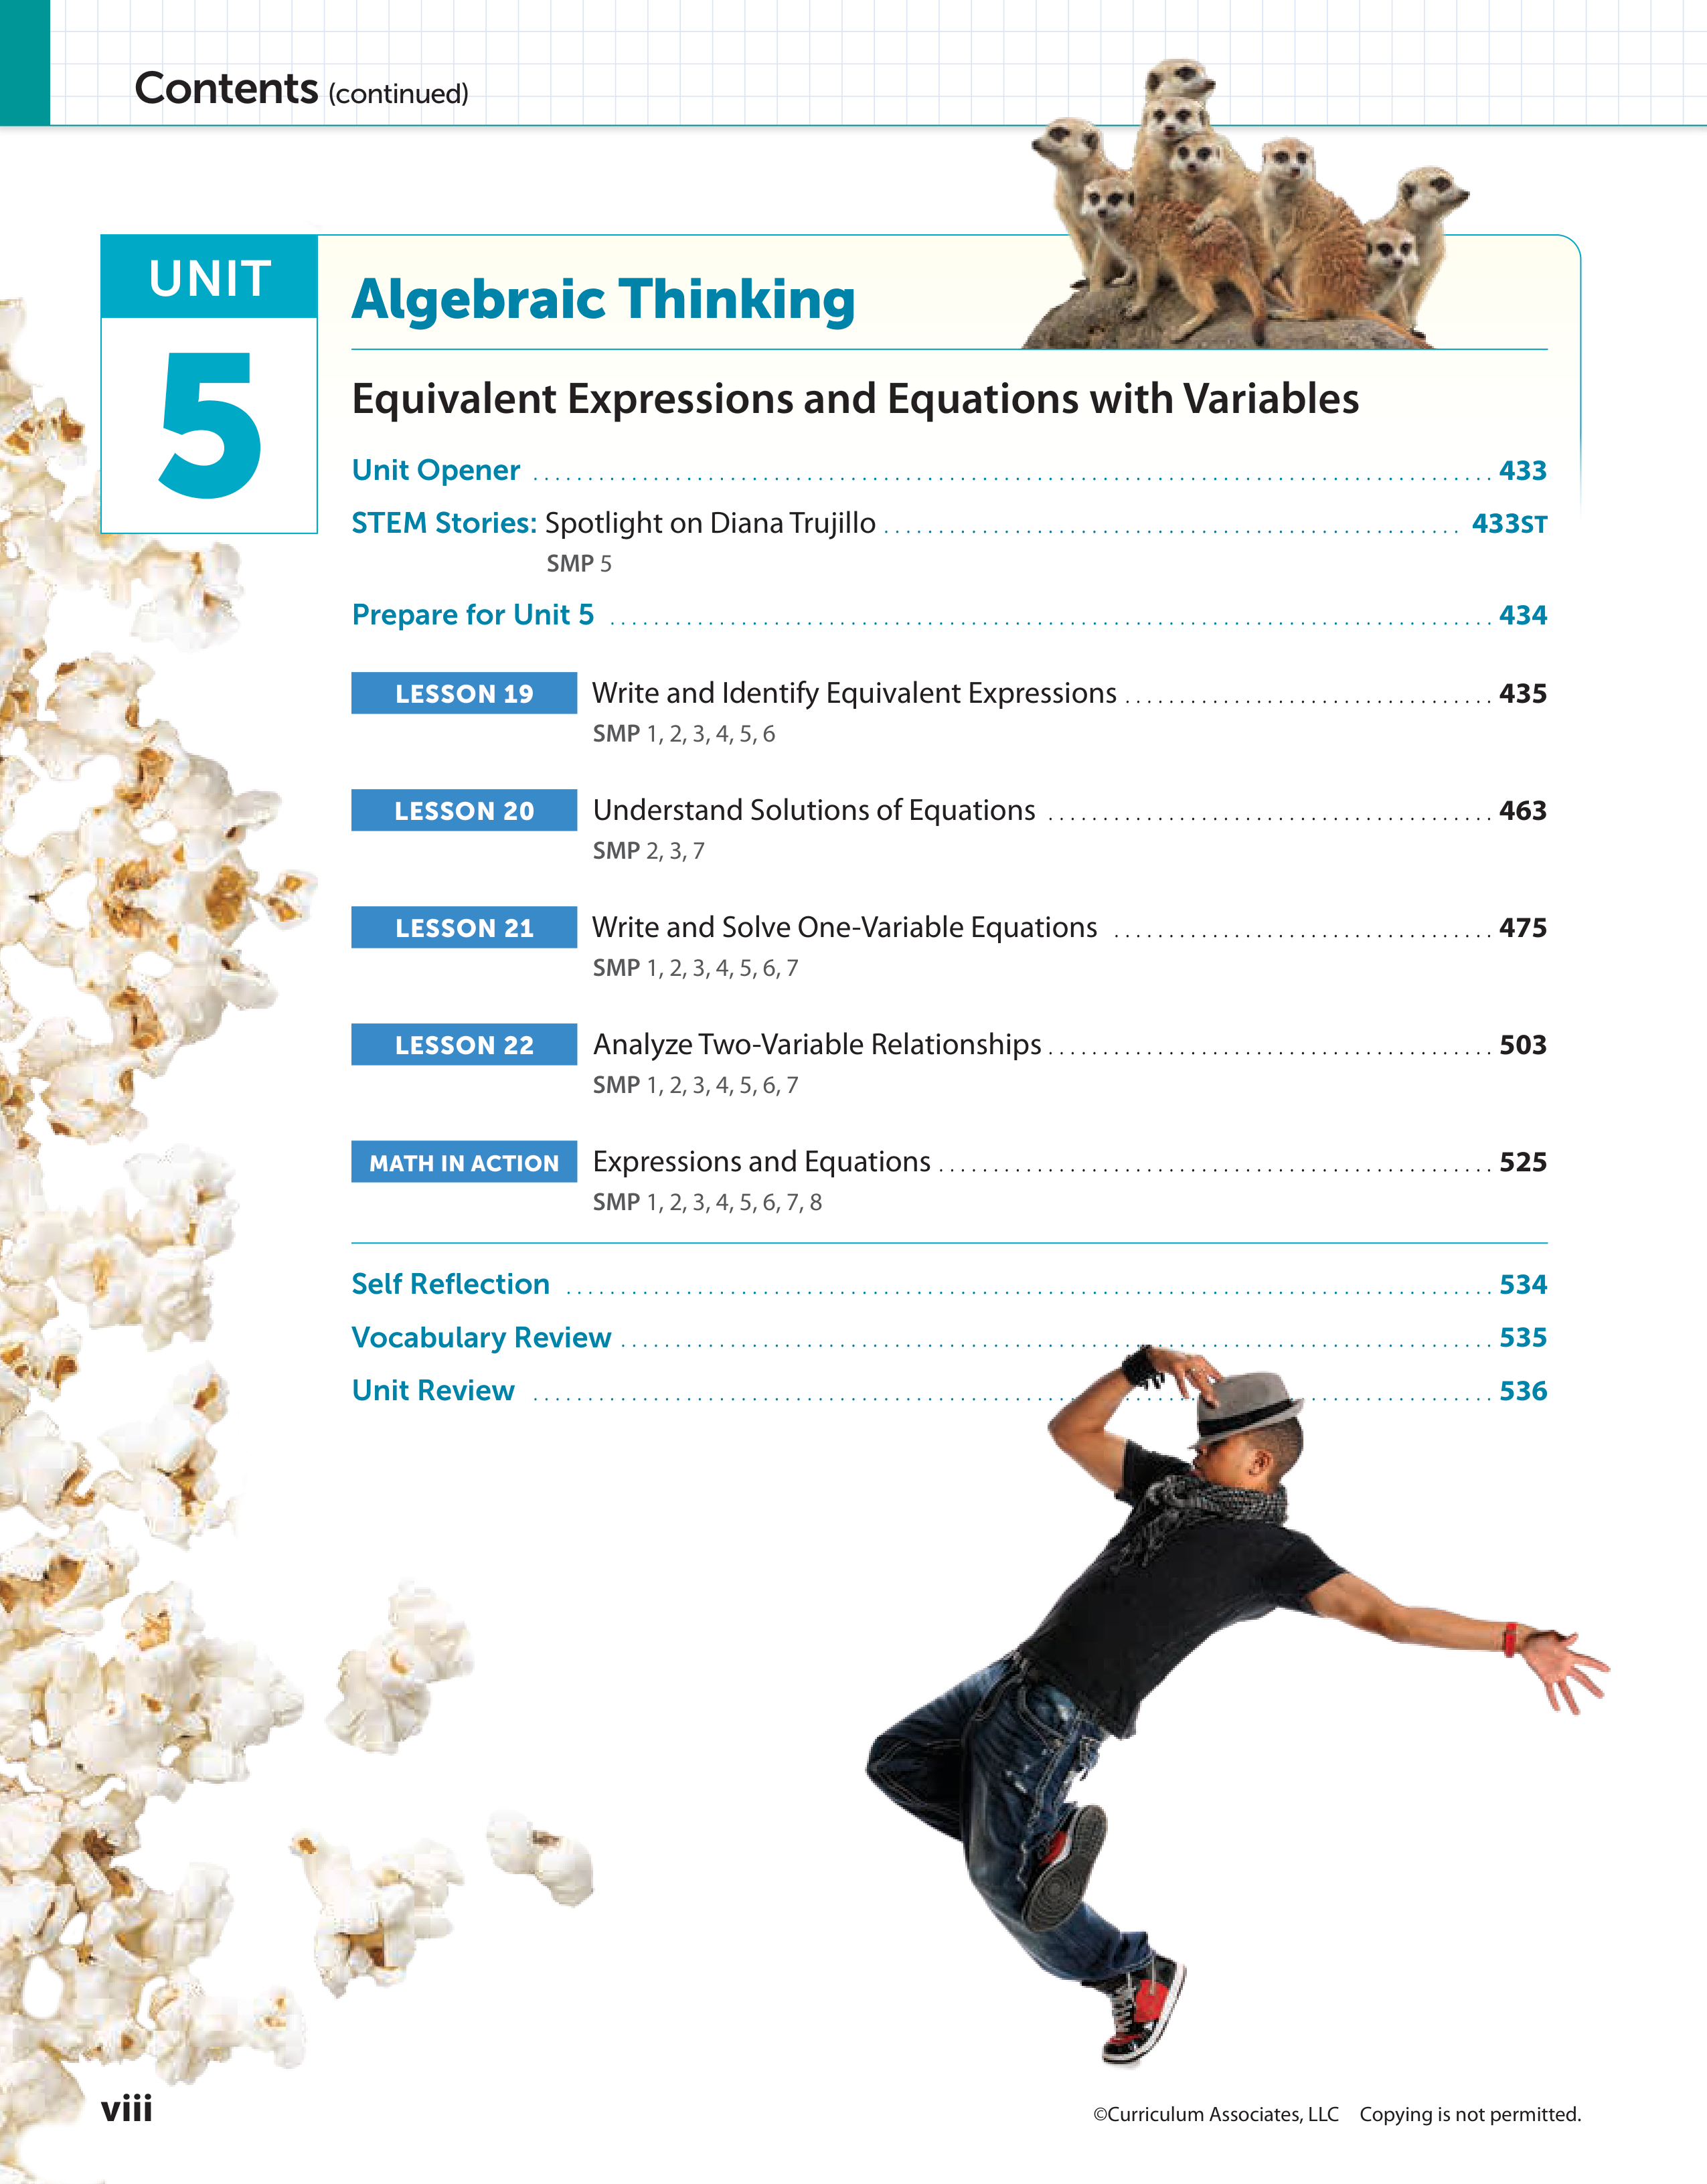 Contents (continued)
UNIT
5
Algebraic Thinking
Equivalent Expressions and Equations with Variables
Unit Opener 433
STEM Stories: Spotlight on Diana Trujillo 433ST
SMP 5
Prepare for Unit 5 434
LESSON 19 Write and Identify Equivalent Expressions 435
SMP 1, 2, 3, 4, 5, 6
LESSON 20 Understand Solutions of Equations 463
SMP 2, 3, 7
LESSON 21 Write and Solve One-Variable Equations 475
SMP 1, 2, 3, 4, 5, 6, 7
LESSON 22 Analyze Two-Variable Relationships 503
SMP 1, 2, 3, 4, 5, 6, 7
MATH IN ACTION Expressions and Equations 525
SMP 1, 2, 3, 4, 5, 6, 7, 8
Self Reflection 534
Vocabulary Review 535
Unit Review 536
viii
©Curriculum Associates, LLC Copying is not permitted.